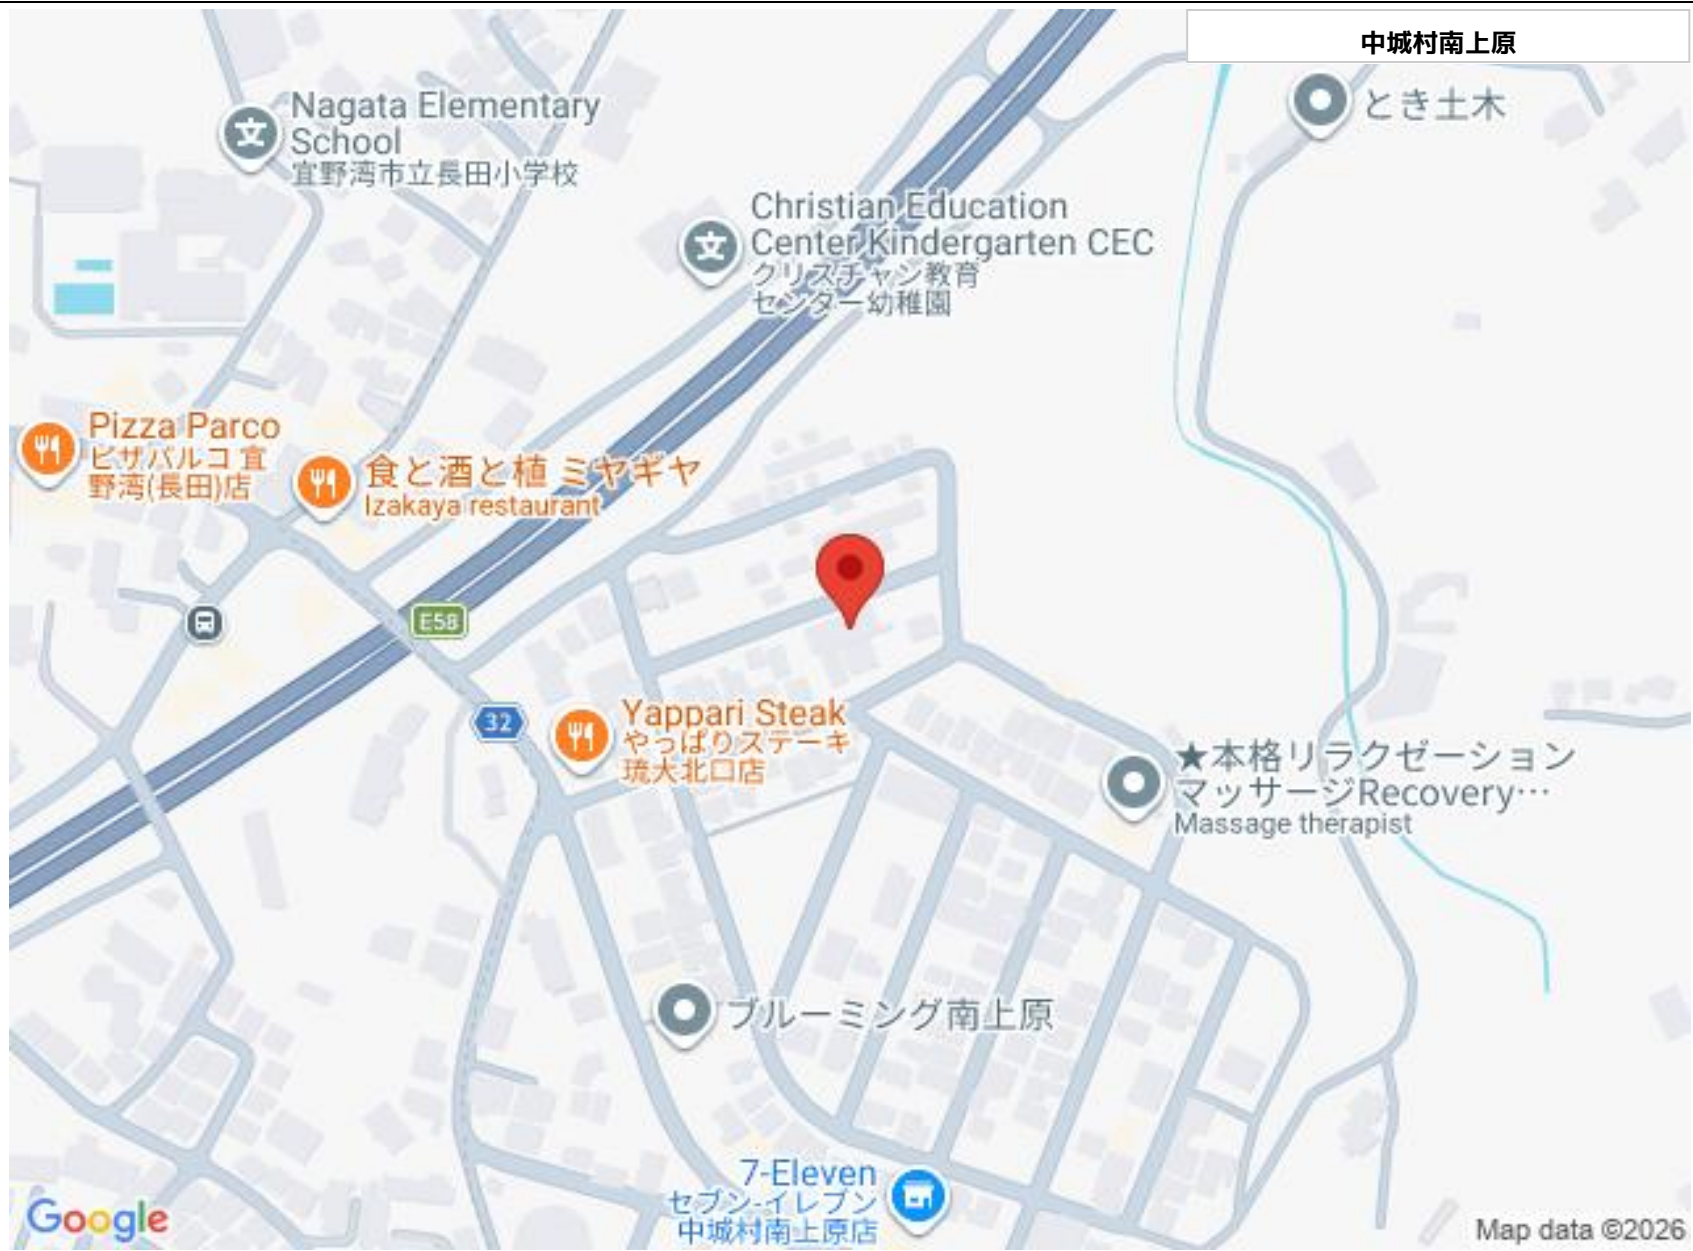 中城村南上原
Nagata Elementary
School
宜野湾市立長田小学校
とき土木
Christian Education
Center Kindergarten CEC
クリスチャン教育
センター幼稚園
Pizza Parco
ピザパルコ 宜
野湾(長田)店
食と酒と植 ミヤギヤ
Izakaya restaurant
E58
32
Yappari Steak
やっぱりステーキ
琉大北口店
★本格リラクゼーション
マッサージRecovery…
Massage therapist
ブルーミング南上原
7-Eleven
セブン-イレブン
中城村南上原店
Google
Map data ©2026